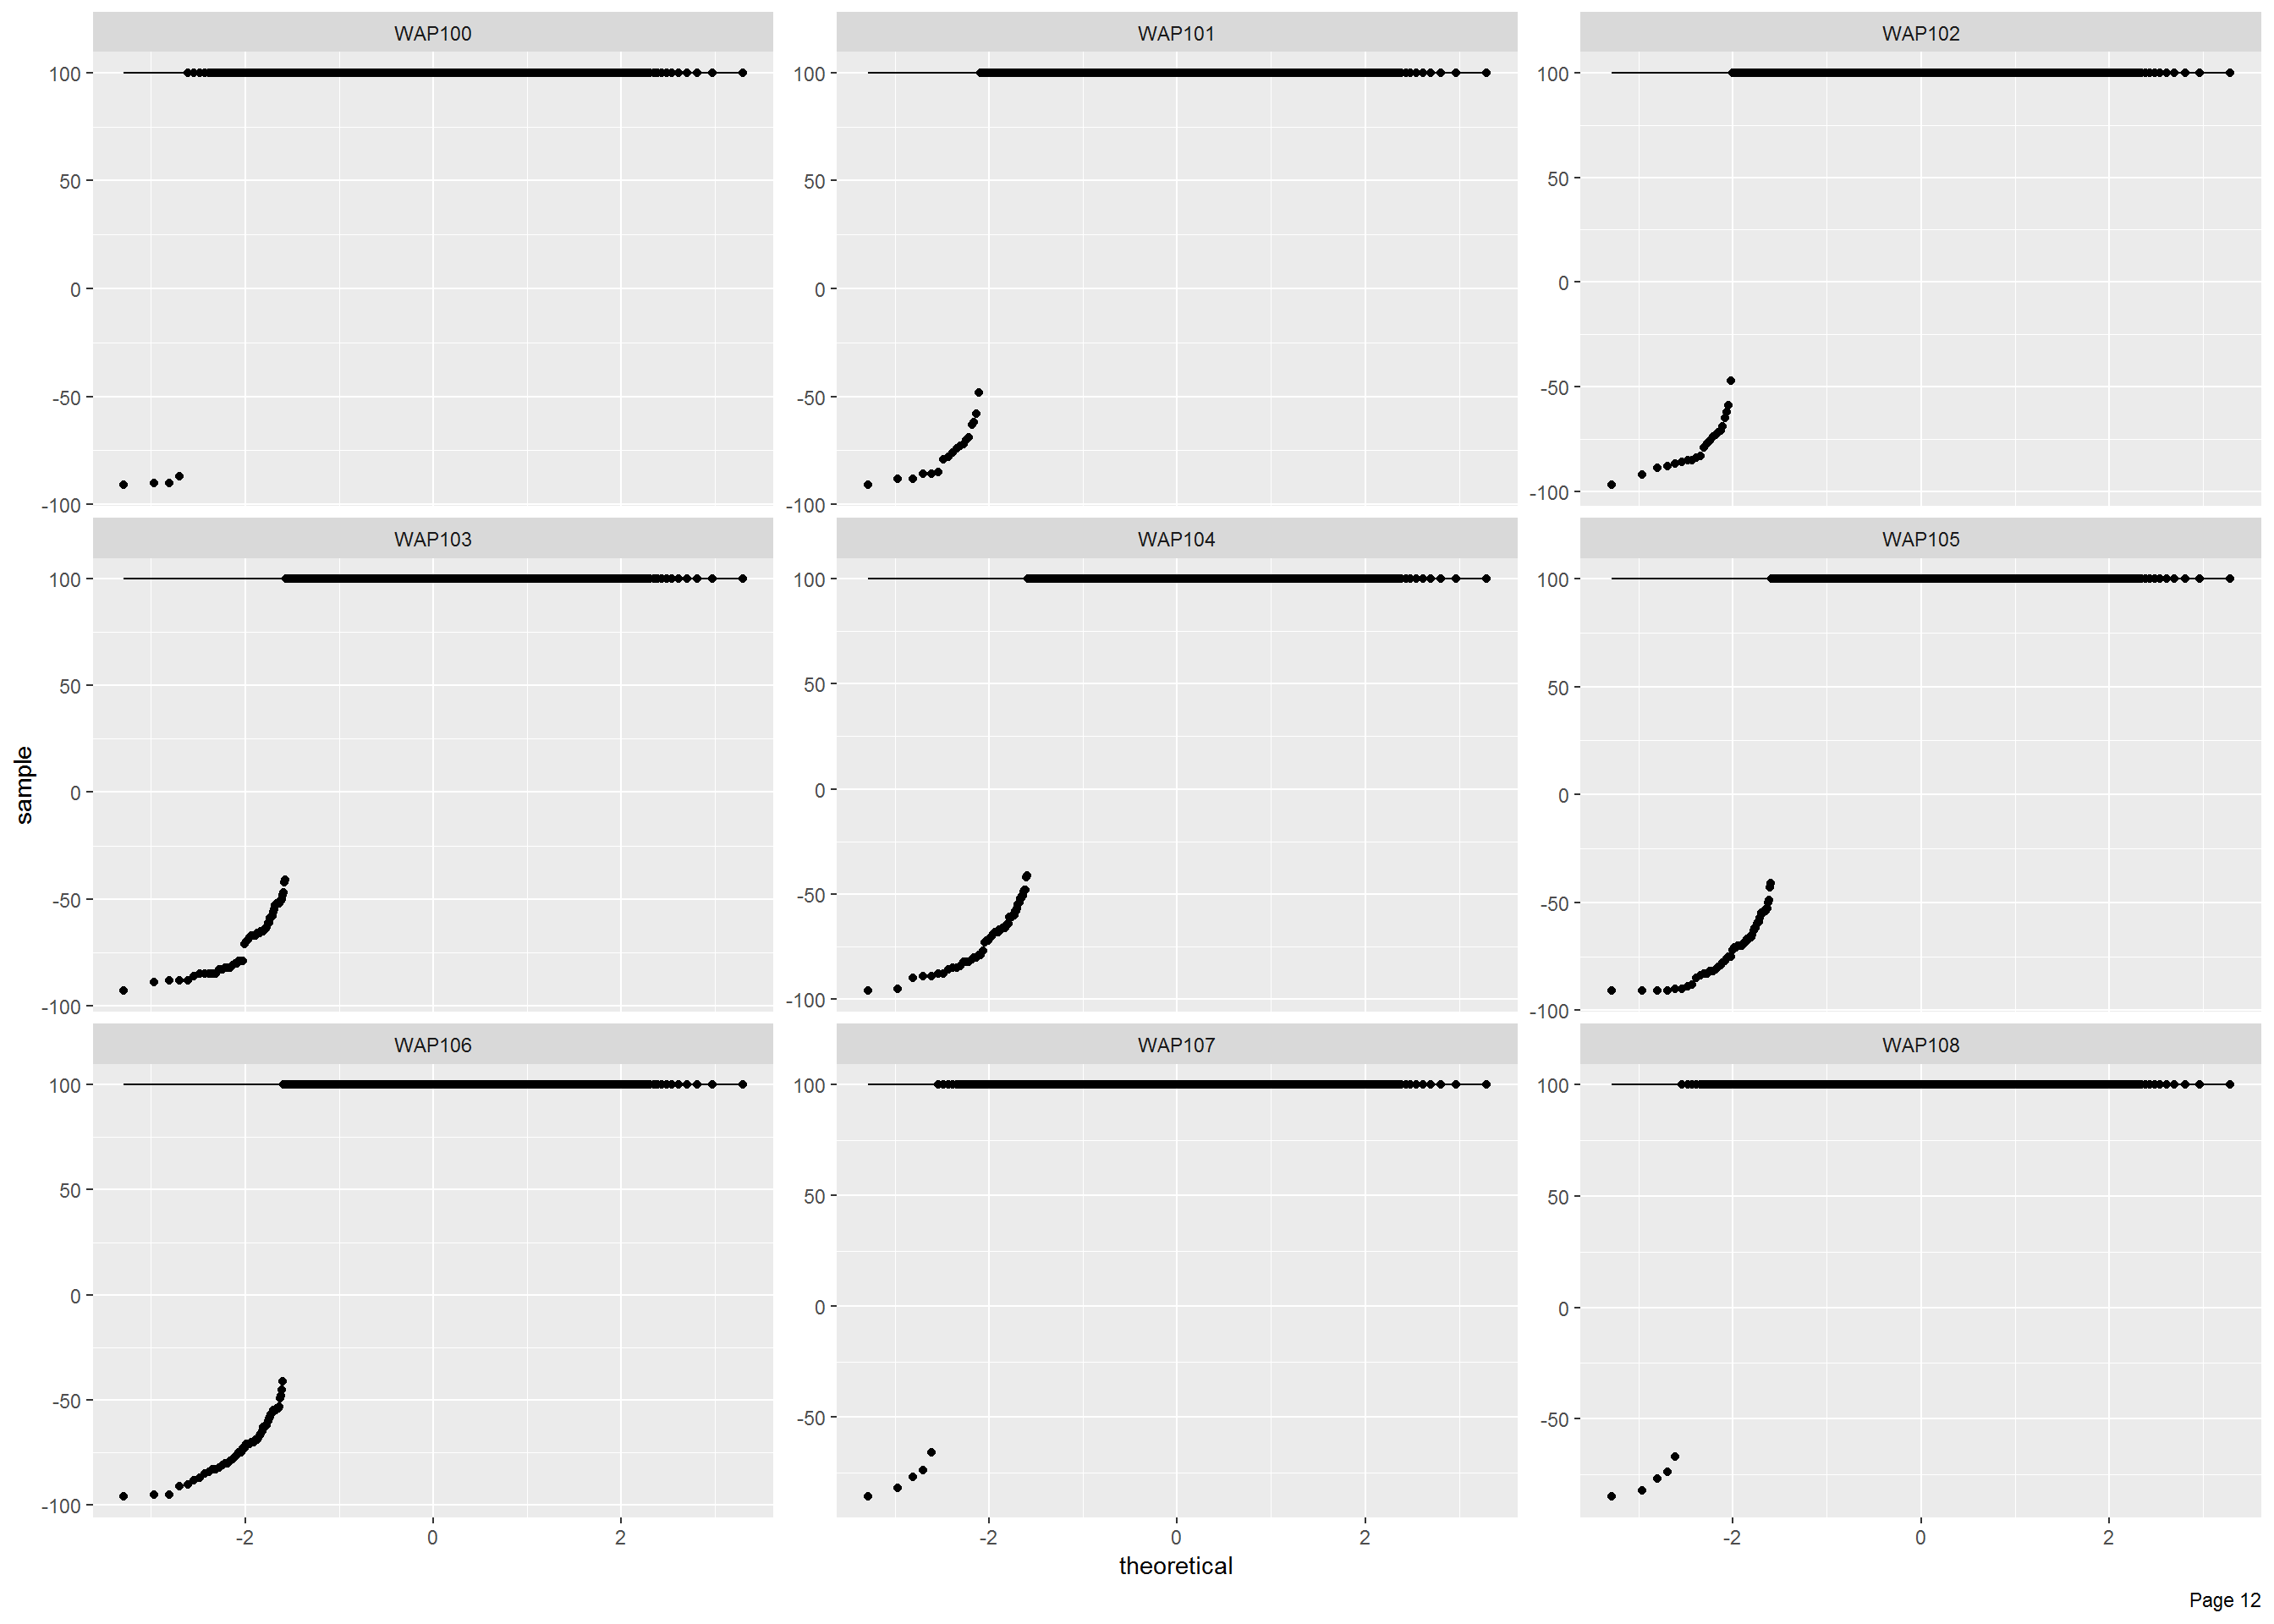 WAP100 WAP101 WAP102
100 100 100
50 50 50
0 0 0
-50 -50 -50
-100 -100 -100
WAP103 WAP104 WAP105
100 100 100
50 50 50
0 0 0
-50 -50 -50
-100 -100 -100
WAP106 WAP107 WAP108
100 100 100
50 50 50
0 0 0
-50 -50 -50
-100
-2 0 2 -2 0 2 -2 0 2
sample
theoretical
Page 12